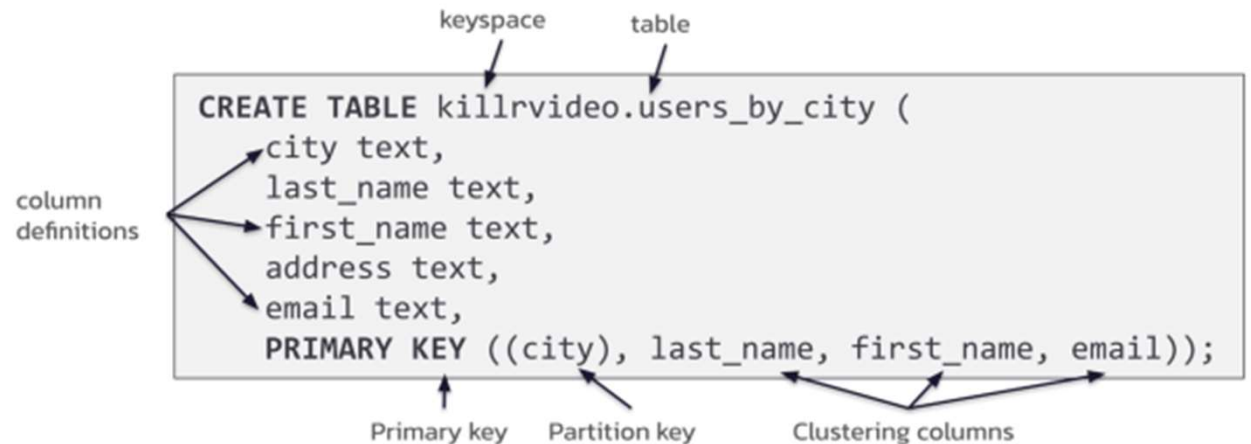 keyspace
table
CREATE TABLE killrvideo.users_by_city (
city text,
last_name text,
first_name text,
address text,
email text,
PRIMARY KEY ((city), last_name, first_name, email));
column
definitions
Primary key
Partition key
Clustering columns